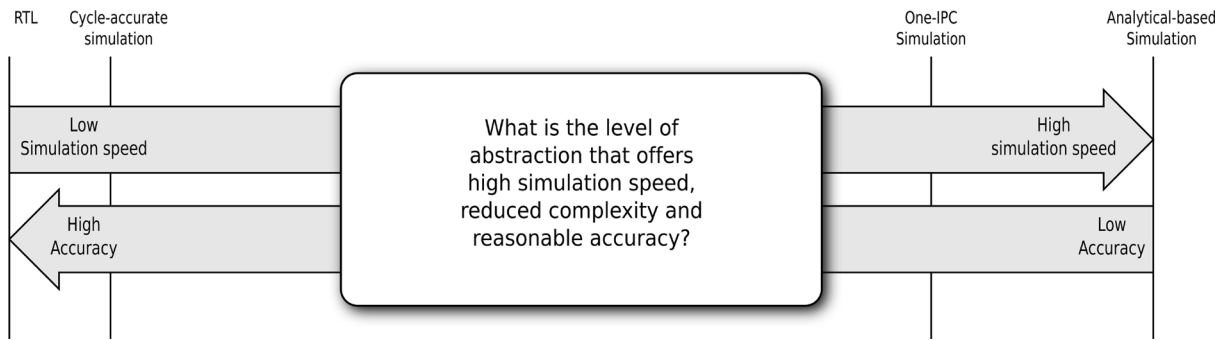 RTL
Cycle-accurate
simulation
One-IPC
Simulation
Analytical-based
Simulation
Low
Simulation speed
What is the level of
abstraction that offers
high simulation speed,
reduced complexity and
reasonable accuracy?
High
simulation speed
High
Accuracy
Low
Accuracy